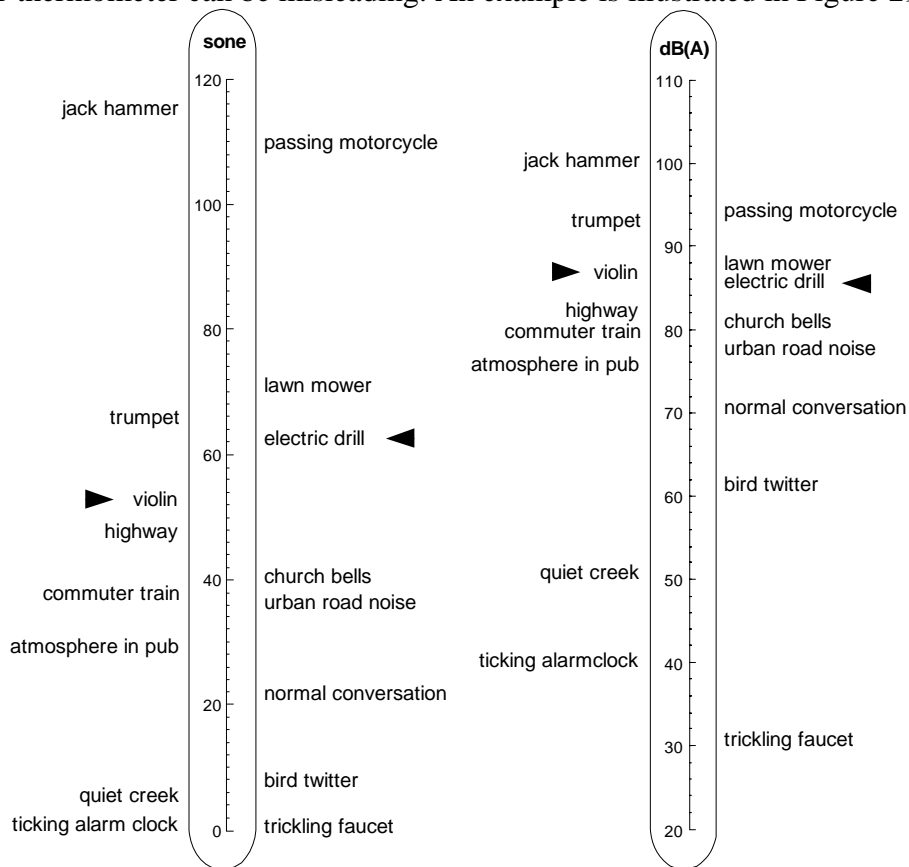 r thermometer can be misleading. An example is illustrated in Figure
sone
120
jack hammer
passing motorcycle
100
80
lawn mower
trumpet
electric drill
60
violin
highway
40
church bells
commuter train
urban road noise
atmosphere in pub
normal conversation
20
bird twitter
quiet creek
ticking alarm clock
0
trickling faucet
dB(A)
110
jack hammer
100
passing motorcycle
trumpet
90
lawn mower
violin
electric drill
highway
church bells
commuter train
80
urban road noise
atmosphere in pub
normal conversation
70
bird twitter
60
quiet creek
50
ticking alarmclock
40
trickling faucet
30
20